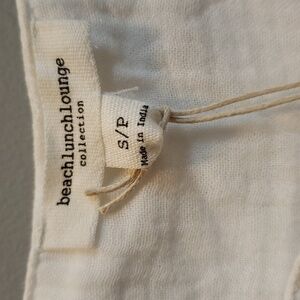 beachlunchlounge
collection
S/P
Made in India